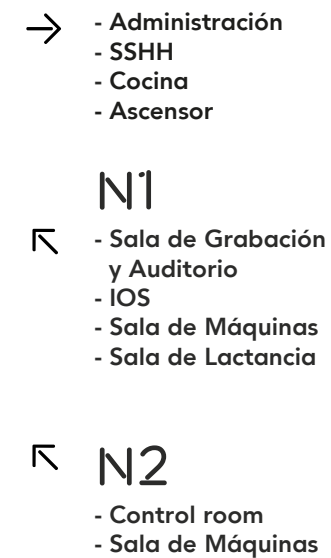 - Administración
- SSHH
- Cocina
- Ascensor
N1
- Sala de Grabación
y Auditorio
- IOS
- Sala de Máquinas
- Sala de Lactancia
N2
- Control room
- Sala de Máquinas